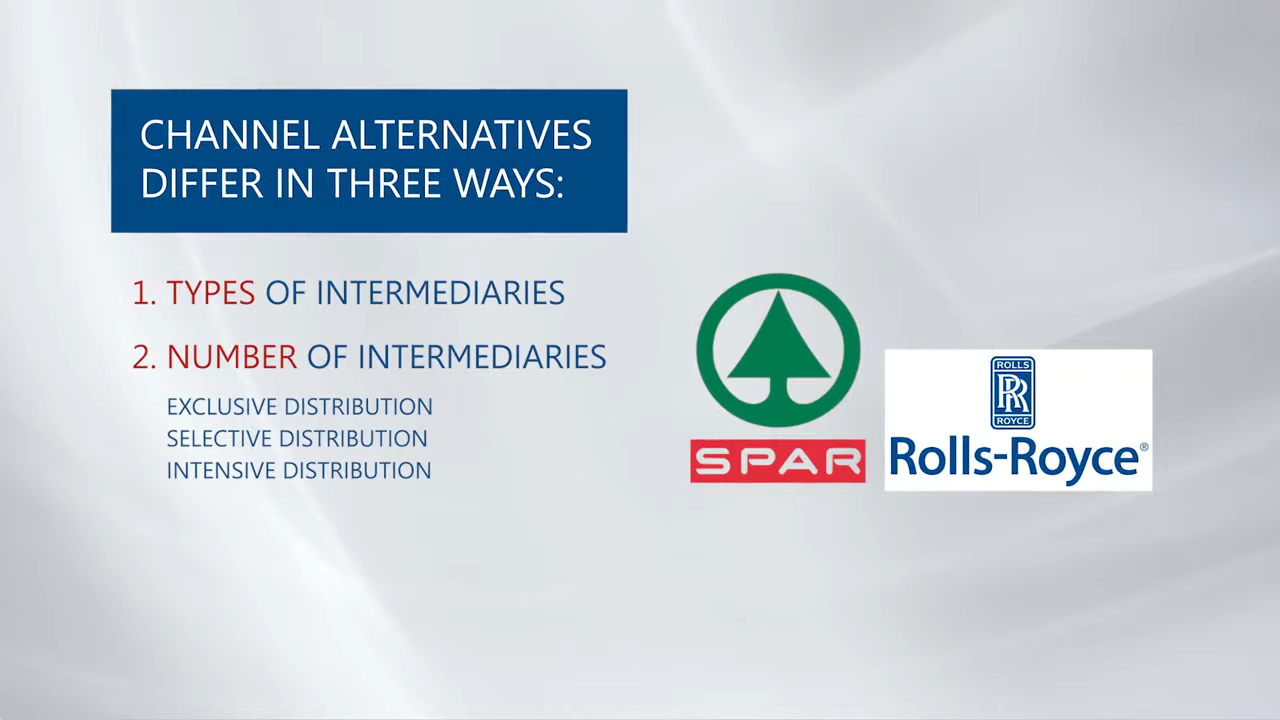 CHANNEL ALTERNATIVES
DIFFER IN THREE WAYS:
1. TYPES OF INTERMEDIARIES
2. NUMBER OF INTERMEDIARIES
EXCLUSIVE DISTRIBUTION
SELECTIVE DISTRIBUTION
INTENSIVE DISTRIBUTION
SPAR
ROLLS
RR
ROYCE
Rolls-Royce®